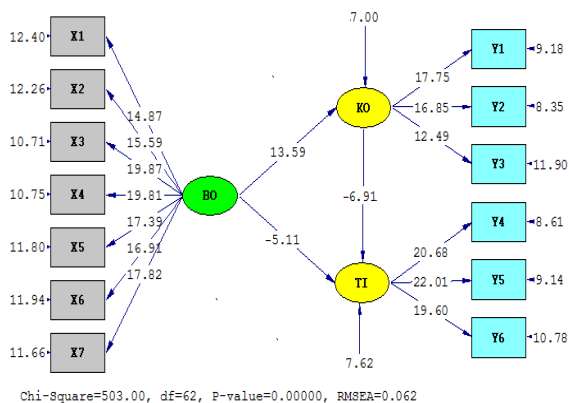 7.00
12.40 X1
Y1 9.18
17.75
12.26 X2
KO
16.85 Y2 8.35
14.87
12.49
15.59
10.71 X3
13.59
Y3 11.90
19.87
10.75 X4
19.81
BO
-6.91
17.39
Y4 8.61
11.80 X5
16.91
-5.11
20.68
17.82
TI
22.01 Y5 9.14
11.94 X6
19.60
Y6 10.78
11.66 X7
7.62
Chi-Square=503.00, df=62, P-value=0.00000, RMSEA=0.062